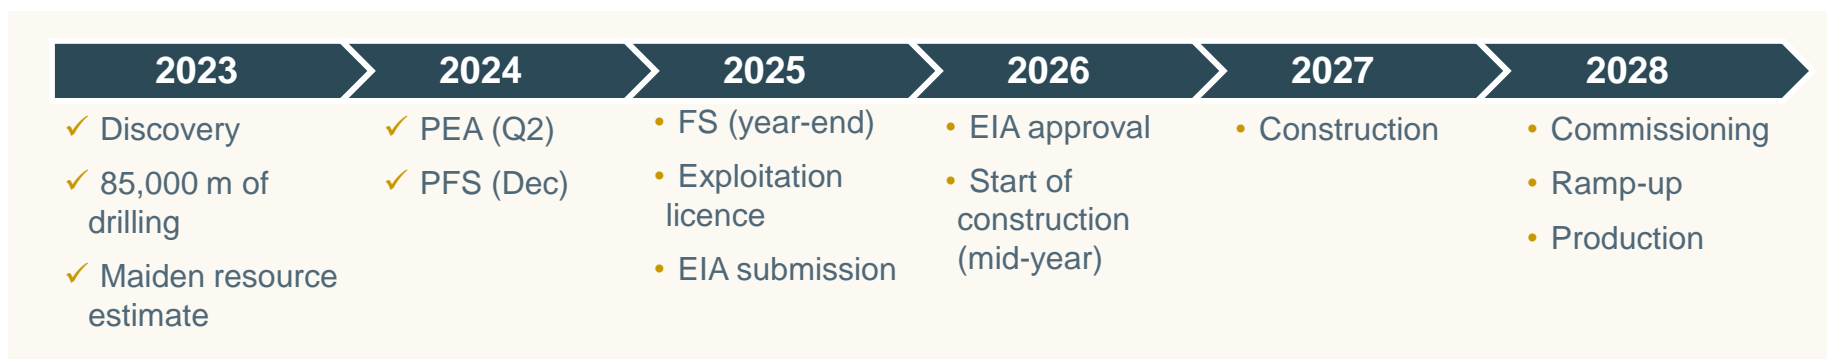 2023
2024
2025
2026
2027
2028
✓ Discovery
✓ 85,000 m of
drilling
✓ Maiden resource
estimate
✓ PEA (Q2)
✓ PFS (Dec)
• FS (year-end)
• Exploitation
licence
• EIA submission
• EIA approval
• Start of
construction
(mid-year)
• Construction
• Commissioning
• Ramp-up
• Production